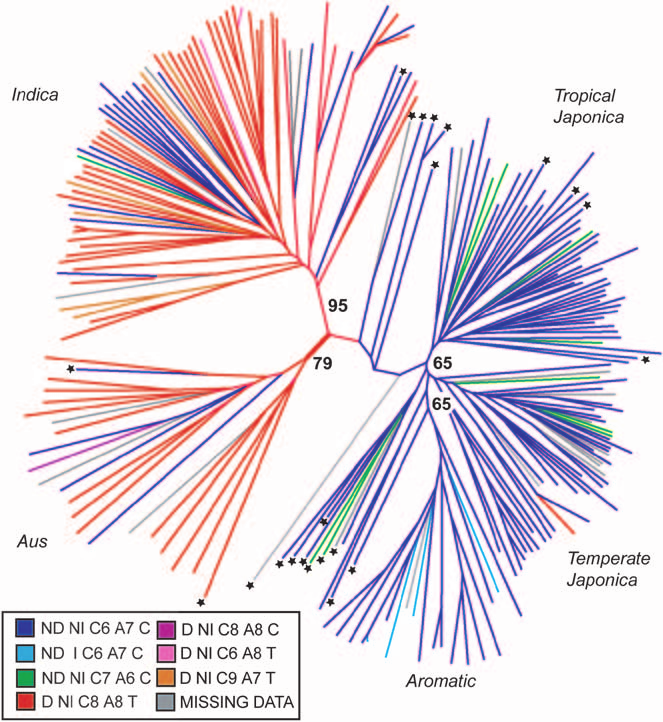 Indica
Tropical
Japonica
95
79
65
65
Aus
Temperate
Japonica
Aromatic
ND NI C6 A7 C
D NI C8 A8 C
ND I C6 A7 C
D NI C6 A8 T
ND NI C7 A6 C
D NI C9 A7 T
D NI C8 A8 T
MISSING DATA